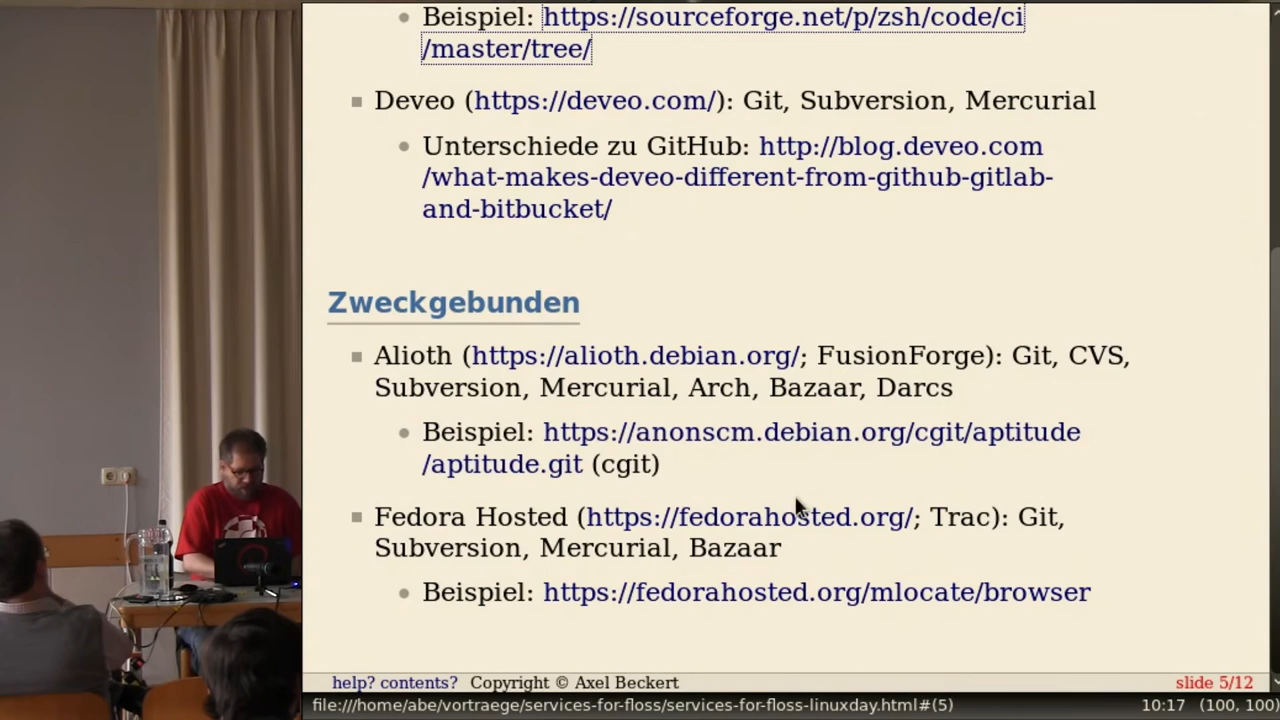 Beispiel: https://sourceforge.net/p/zsh/code/ci
/master/tree/
Deveo (https://deveo.com/): Git, Subversion, Mercurial
Unterschiede zu GitHub: http://blog.deveo.com
/what-makes-deveo-different-from-github-gitlab-
and-bitbucket/
Zweckgebunden
Alioth (https://alioth.debian.org/; FusionForge): Git, CVS,
Subversion, Mercurial, Arch, Bazaar, Darcs
Beispiel: https://anonscm.debian.org/cgit/aptitude
/aptitude.git (cgit)
Fedora Hosted (https://fedorahosted.org/; Trac): Git,
Subversion, Mercurial, Bazaar
Beispiel: https://fedorahosted.org/mlocate/browser
help? contents? Copyright © Axel Beckert
slide 5/12
file:///home/abe/vortraege/services-for-floss/services-for-floss-linuxday.html#(5)
10:17 (100, 100)